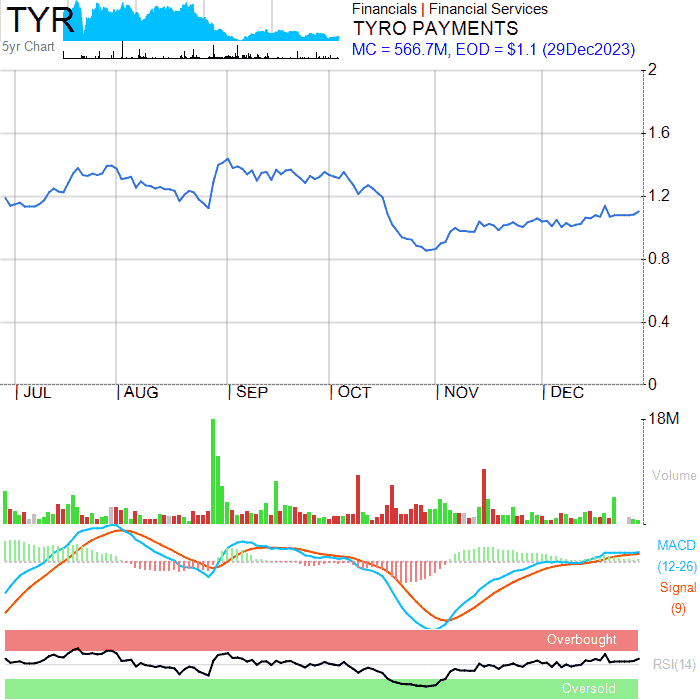 TYR
5yr Chart
Financials | Financial Services
TYRO PAYMENTS
MC = 566.7M, EOD = $1.1 (29Dec2023)
2
1.6
1.2
0.8
0.4
0
JUL
AUG
SEP
OCT
NOV
DEC
18M
Volume
MACD
(12-26)
Signal
(9)
Overbought
RSI(14)
Oversold